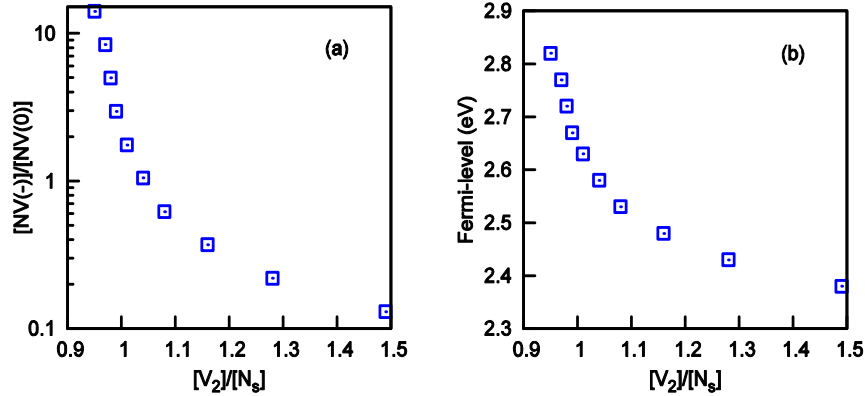 10
1
0.1
[NV(-)]/[NV(0)]
(a)
0.9 1 1.1 1.2 1.3 1.4 1.5
[V₂]/[Nₛ]
2.9
2.8
2.7
2.6
2.5
2.4
2.3
Fermi-level (eV)
(b)
0.9 1 1.1 1.2 1.3 1.4 1.5
[V₂]/[Nₛ]